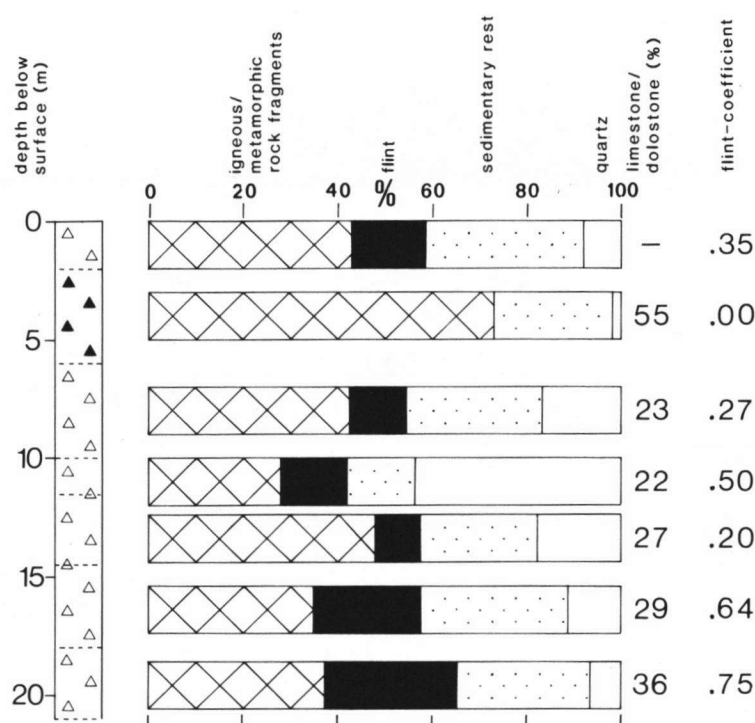 depth below
surface (m)
igneous/
metamorphic
rock fragments
flint
sedimentary rest
quartz
limestone/
dolostone (%)
flint-coefficient
0 20 40 % 60 80 100
0
5
10
15
20
— .35
55 .00
23 .27
22 .50
27 .20
29 .64
36 .75